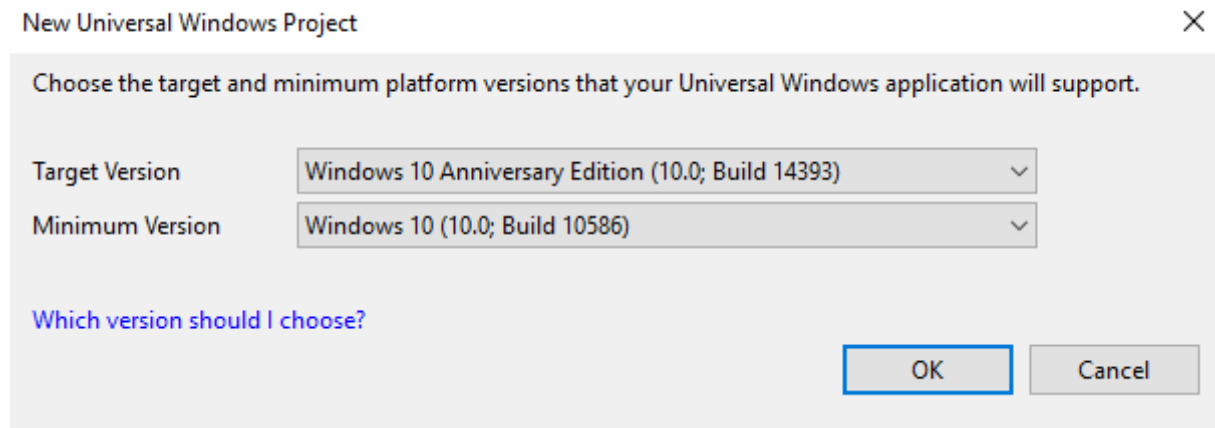 New Universal Windows Project
Choose the target and minimum platform versions that your Universal Windows application will support.
Target Version
Windows 10 Anniversary Edition (10.0; Build 14393)
Minimum Version
Windows 10 (10.0; Build 10586)
Which version should I choose?
OK
Cancel